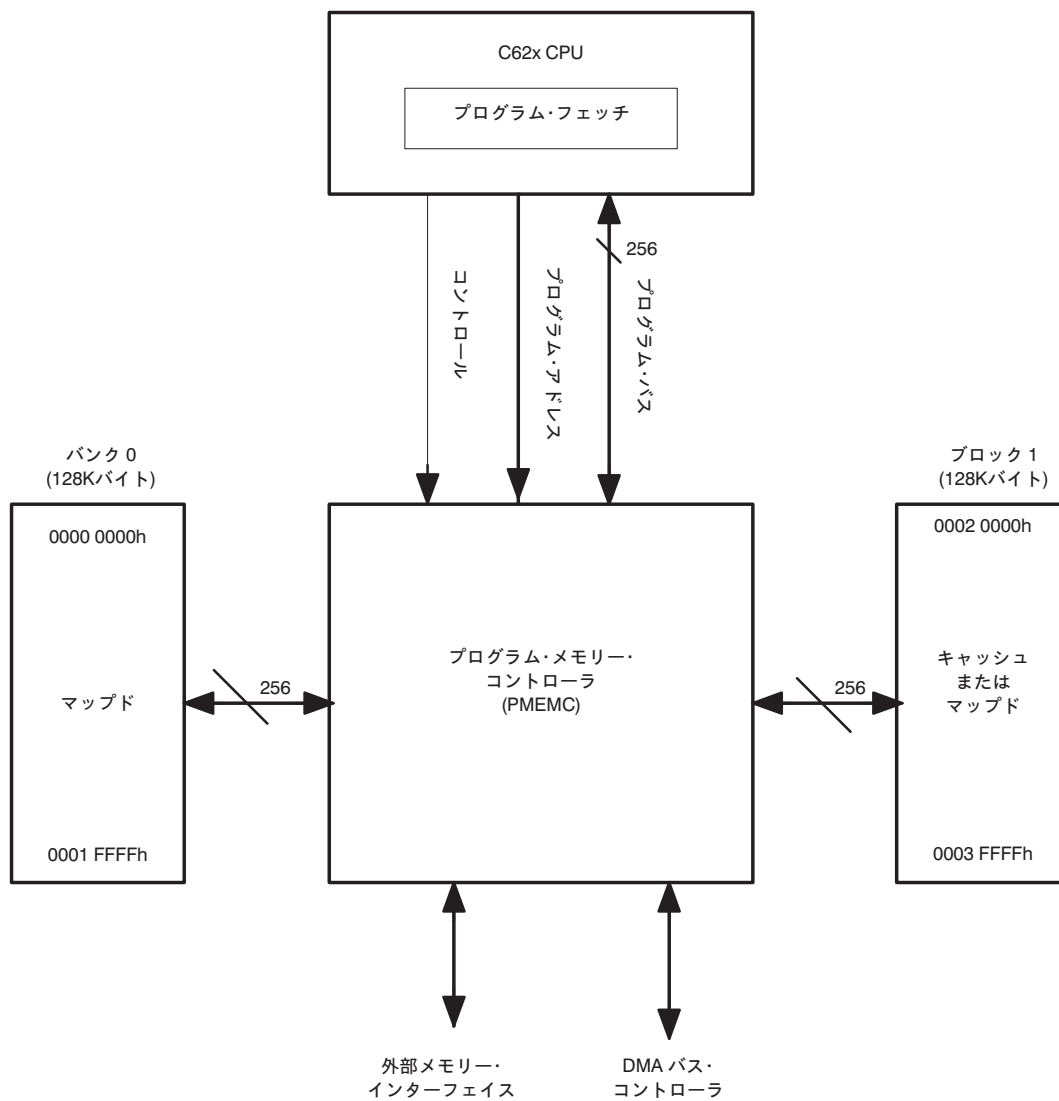 C62x CPU
プログラム・フェッチ
256
コントロール
プログラム・アドレス
プログラム・バス
バンク 0
(128Kバイト)
0000 0000h
マップド
0001 FFFFh
256
プログラム・メモリー・
コントローラ
(PMEMC)
256
ブロック 1
(128Kバイト)
0002 0000h
キャッシュ
または
マップド
0003 FFFFh
外部メモリー・
インターフェイス
DMA バス・
コントローラ